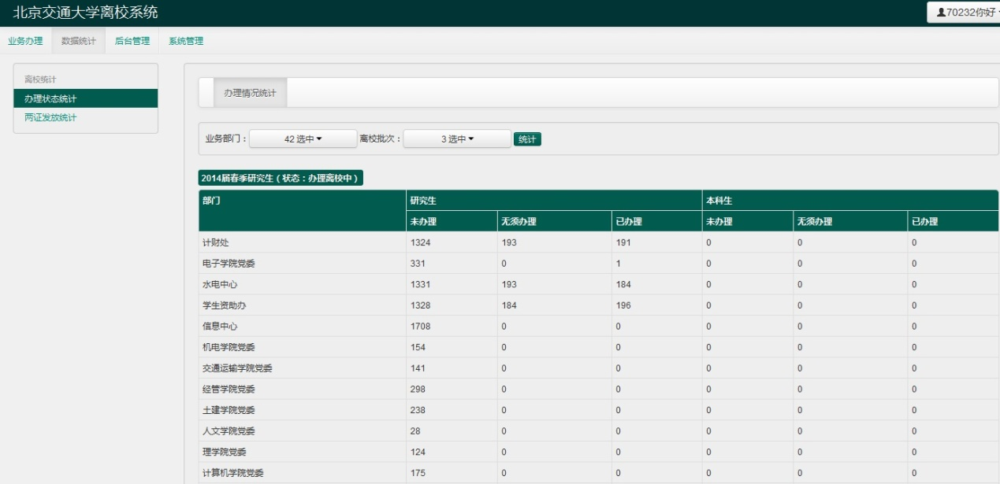 北京交通大学离校系统
70232你好
业务办理 数据统计 后台管理 系统管理
离校统计
办理状态统计
两证发放统计
办理情况统计
业务部门： 42 选中 离校批次： 3 选中 统计
2014届春季研究生（状态：办理离校中）
部门 研究生 本科生
未办理 无须办理 已办理 未办理 无须办理 已办理
计财处 1324 193 191 0 0 0
电子学院党委 331 0 1 0 0 0
水电中心 1331 193 184 0 0 0
学生资助办 1328 184 196 0 0 0
信息中心 1708 0 0 0 0 0
机电学院党委 154 0 0 0 0 0
交通运输学院党委 141 0 0 0 0 0
经管学院党委 298 0 0 0 0 0
土建学院党委 238 0 0 0 0 0
人文学院党委 28 0 0 0 0 0
理学院党委 124 0 0 0 0 0
计算机学院党委 175 0 0 0 0 0